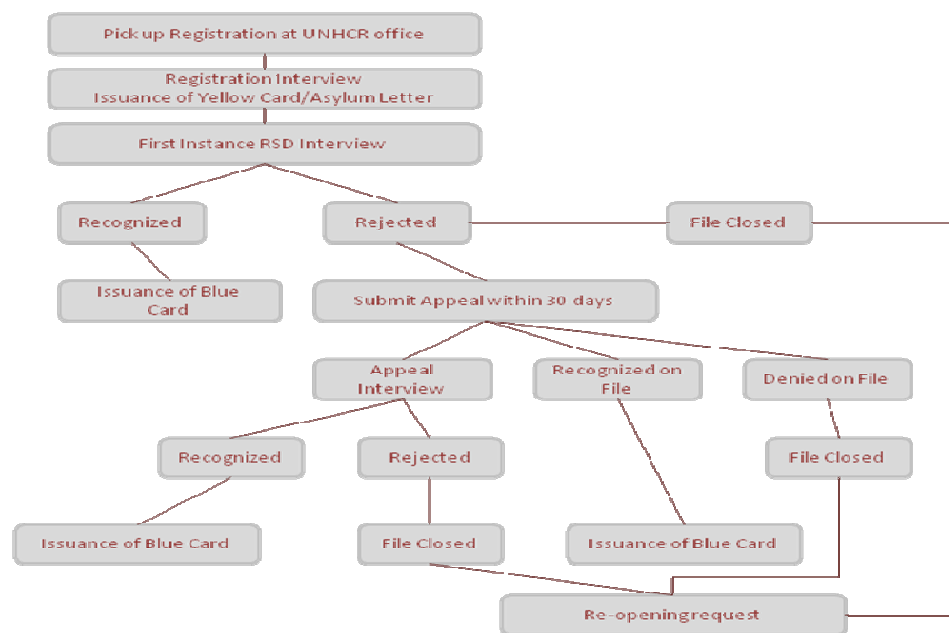 Pick up Registration at UNHCR office
Registration Interview
Issuance of Yellow Card/Asylum Letter
First Instance RSD Interview
Recognized
Rejected
File Closed
Issuance of Blue
Card
Submit Appeal within 30 days
Appeal
Interview
Recognized on
File
Denied on File
Recognized
Rejected
File Closed
Issuance of Blue Card
File Closed
Issuance of Blue Card
Re-opening request